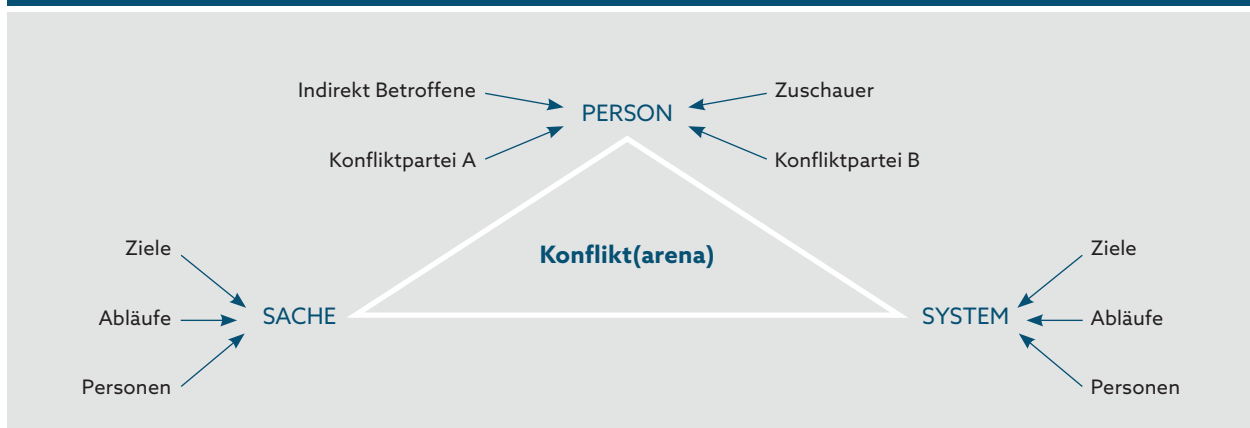 Indirekt Betroffene
Zuschauer
PERSON
Konfliktpartei A
Konfliktpartei B
Konflikt(arena)
Ziele
Ziele
Abläufe
SACHE
SYSTEM
Abläufe
Personen
Personen